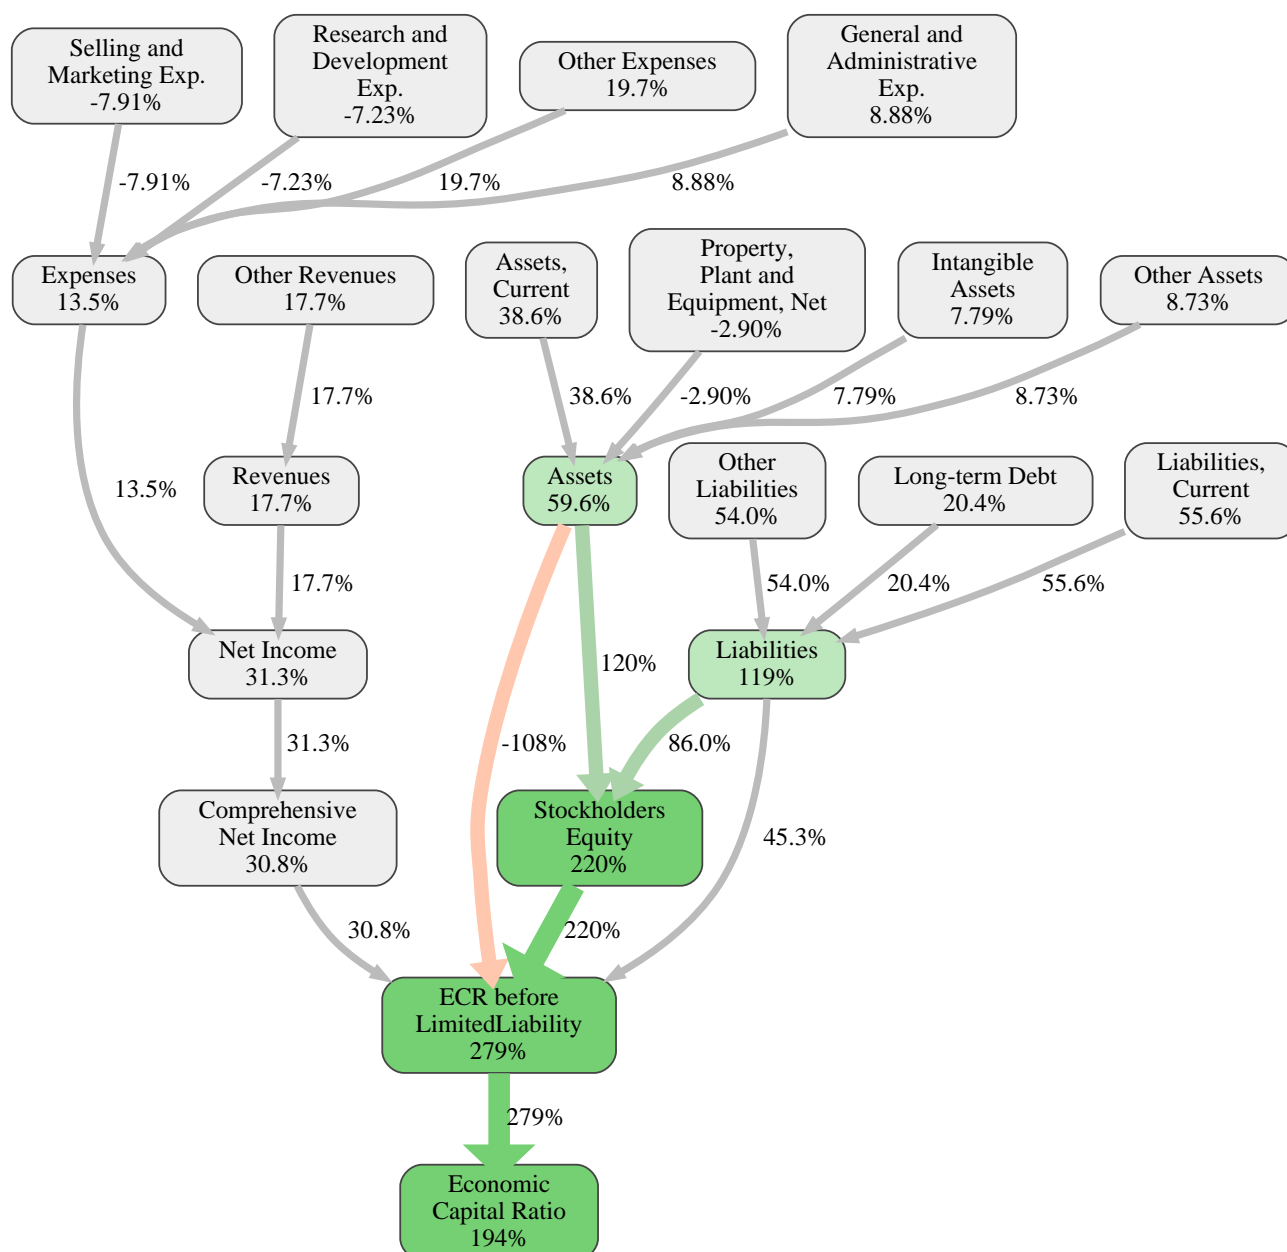 Selling and
Marketing Exp.
-7.91%
Research and
Development
Exp.
-7.23%
Other Expenses
19.7%
General and
Administrative
Exp.
8.88%
-7.91%
-7.23%
19.7%
8.88%
Expenses
13.5%
Other Revenues
17.7%
Assets,
Current
38.6%
Property,
Plant and
Equipment, Net
-2.90%
Intangible
Assets
7.79%
Other Assets
8.73%
17.7%
38.6%
-2.90%
7.79%
8.73%
13.5%
Revenues
17.7%
Assets
59.6%
Other
Liabilities
54.0%
Long-term Debt
20.4%
Liabilities,
Current
55.6%
17.7%
54.0%
20.4%
55.6%
Net Income
31.3%
120%
Liabilities
119%
31.3%
-108%
86.0%
Comprehensive
Net Income
30.8%
Stockholders
Equity
220%
45.3%
30.8%
220%
ECR before
LimitedLiability
279%
279%
Economic
Capital Ratio
194%